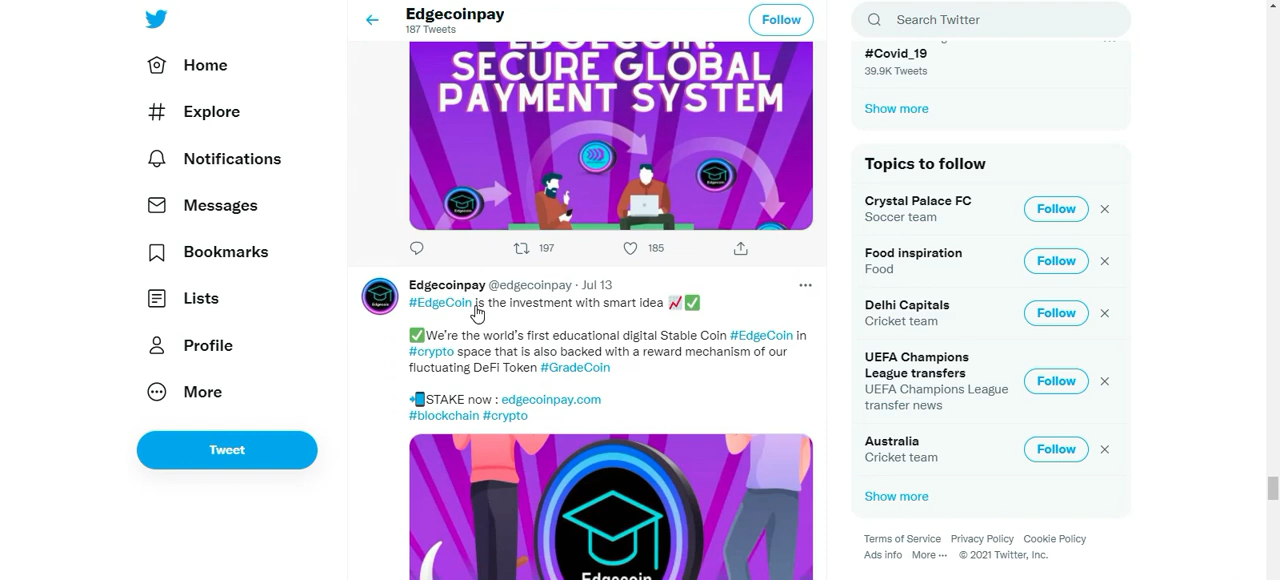 Home
Explore
Notifications
Messages
Bookmarks
Lists
Profile
More
Tweet
Edgecoinpay
187 Tweets
Follow
EDGECOIN:
SECURE GLOBAL
PAYMENT SYSTEM
197
185
Edgecoinpay @edgecoinpay · Jul 13
#EdgeCoin is the investment with smart idea 📈✅
✅We're the world's first educational digital Stable Coin #EdgeCoin in
#crypto space that is also backed with a reward mechanism of our
fluctuating DeFi Token #GradeCoin
📲STAKE now : edgecoinpay.com
#blockchain #crypto
Edgecoin
Search Twitter
#Covid_19
39.9K Tweets
Show more
Topics to follow
Crystal Palace FC
Soccer team
Follow
Food inspiration
Food
Follow
Delhi Capitals
Cricket team
Follow
UEFA Champions
League transfers
UEFA Champions League
transfer news
Follow
Australia
Cricket team
Follow
Show more
Terms of Service Privacy Policy Cookie Policy
Ads info More ··· © 2021 Twitter, Inc.